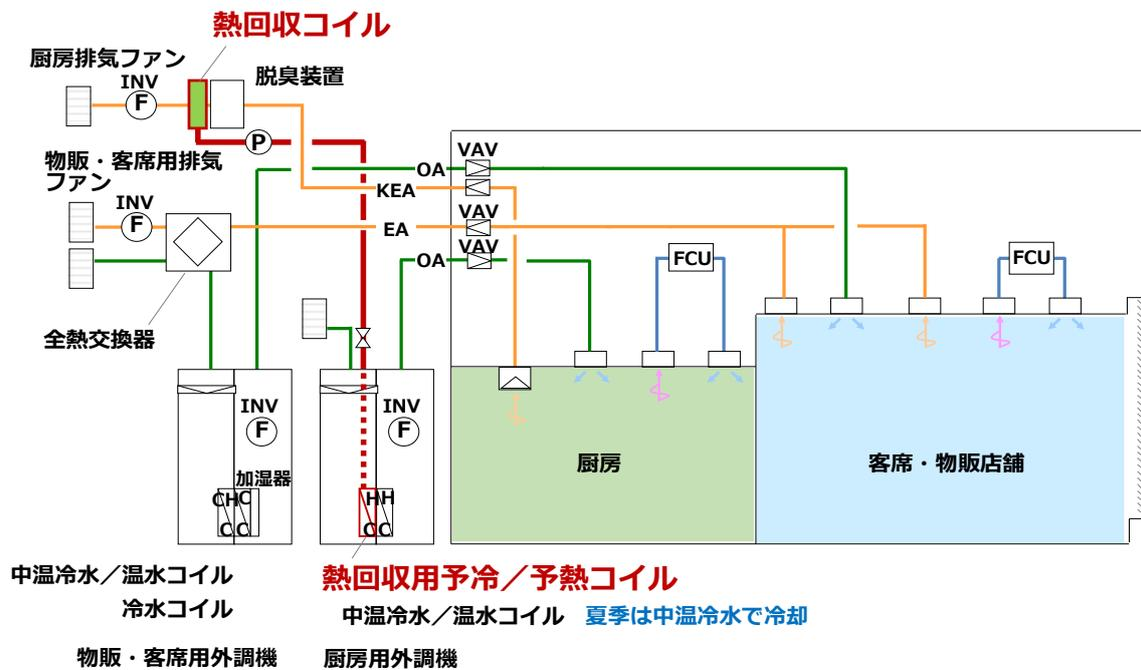 熱回収コイル
厨房排気ファン
INV
F
脱臭装置
P
物販・客席用排気
ファン
INV
F
VAV
OA
KEA
VAV
EA
VAV
OA
FCU
FCU
全熱交換器
INV
F
INV
F
加湿器
CHC
CC
HH
CC
厨房
客席・物販店舗
中温冷水／温水コイル
熱回収用予冷／予熱コイル
冷水コイル
中温冷水／温水コイル 夏季は中温冷水で冷却
物販・客席用外調機
厨房用外調機